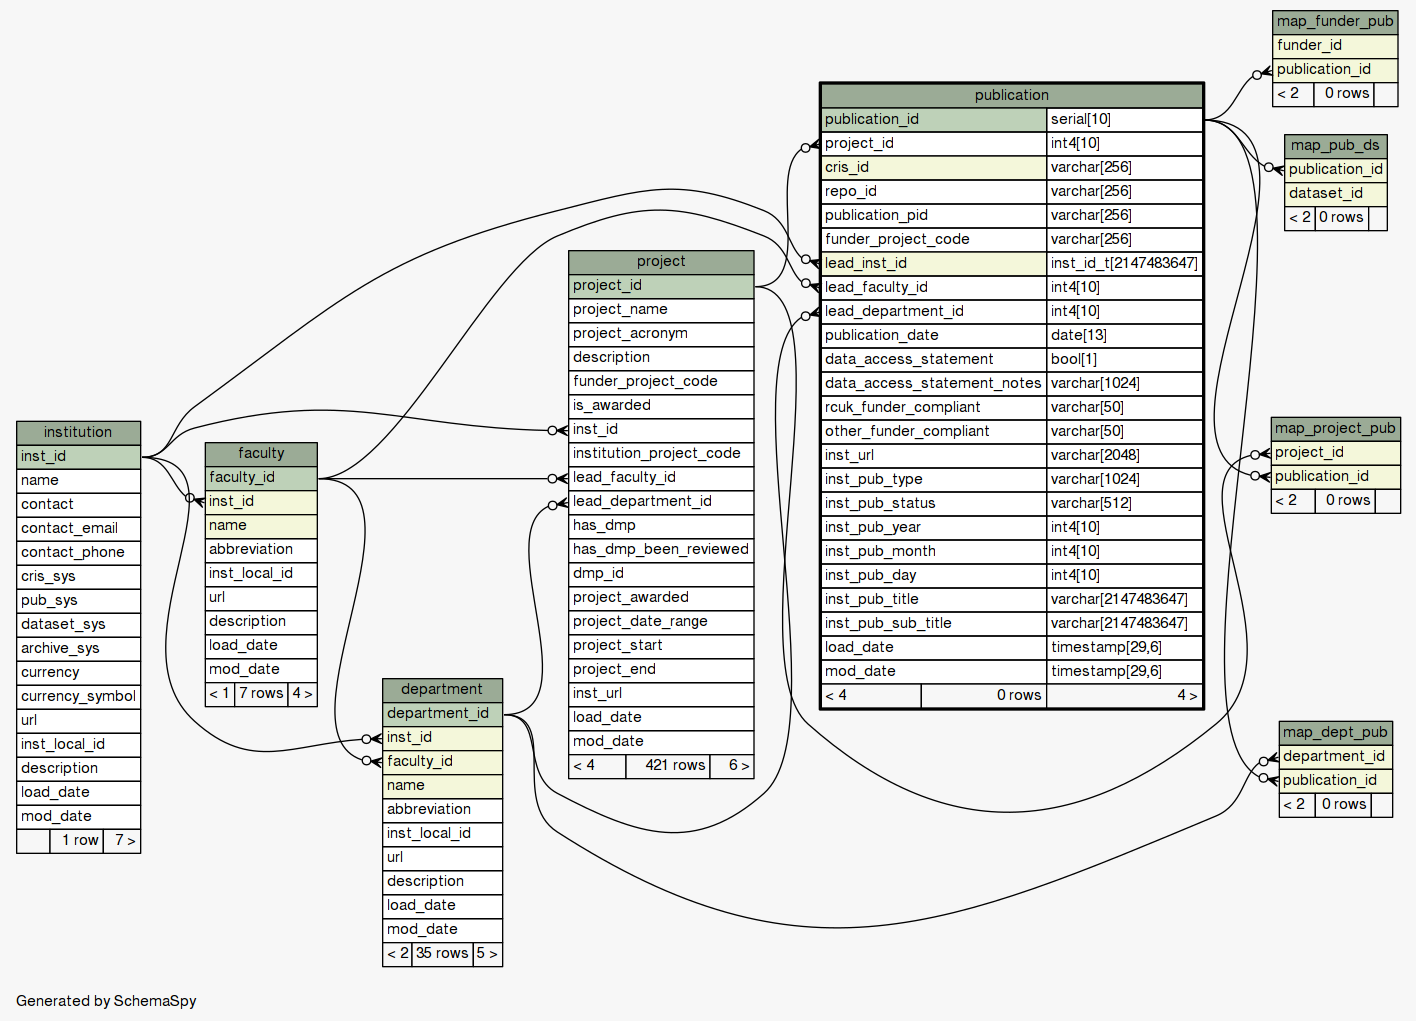 institution
inst_id
name
contact
contact_email
contact_phone
cris_sys
pub_sys
dataset_sys
archive_sys
currency
currency_symbol
url
inst_local_id
description
load_date
mod_date
1 row 7 >
faculty
faculty_id
inst_id
name
abbreviation
inst_local_id
url
description
load_date
mod_date
< 1 7 rows 4 >
department
department_id
inst_id
faculty_id
name
abbreviation
inst_local_id
url
description
load_date
mod_date
< 2 35 rows 5 >
project
project_id
project_name
project_acronym
description
funder_project_code
is_awarded
inst_id
institution_project_code
lead_faculty_id
lead_department_id
has_dmp
has_dmp_been_reviewed
dmp_id
project_awarded
project_date_range
project_start
project_end
inst_url
load_date
mod_date
< 4 421 rows 6 >
publication
publication_id serial[10]
project_id int4[10]
cris_id varchar[256]
repo_id varchar[256]
publication_pid varchar[256]
funder_project_code varchar[256]
lead_inst_id inst_id_t[2147483647]
lead_faculty_id int4[10]
lead_department_id int4[10]
publication_date date[13]
data_access_statement bool[1]
data_access_statement_notes varchar[1024]
rcuk_funder_compliant varchar[50]
other_funder_compliant varchar[50]
inst_url varchar[2048]
inst_pub_type varchar[1024]
inst_pub_status varchar[512]
inst_pub_year int4[10]
inst_pub_month int4[10]
inst_pub_day int4[10]
inst_pub_title varchar[2147483647]
inst_pub_sub_title varchar[2147483647]
load_date timestamp[29,6]
mod_date timestamp[29,6]
< 4 0 rows 4 >
map_funder_pub
funder_id
publication_id
< 2 0 rows
map_pub_ds
publication_id
dataset_id
< 2 0 rows
map_project_pub
project_id
publication_id
< 2 0 rows
map_dept_pub
department_id
publication_id
< 2 0 rows
Generated by SchemaSpy